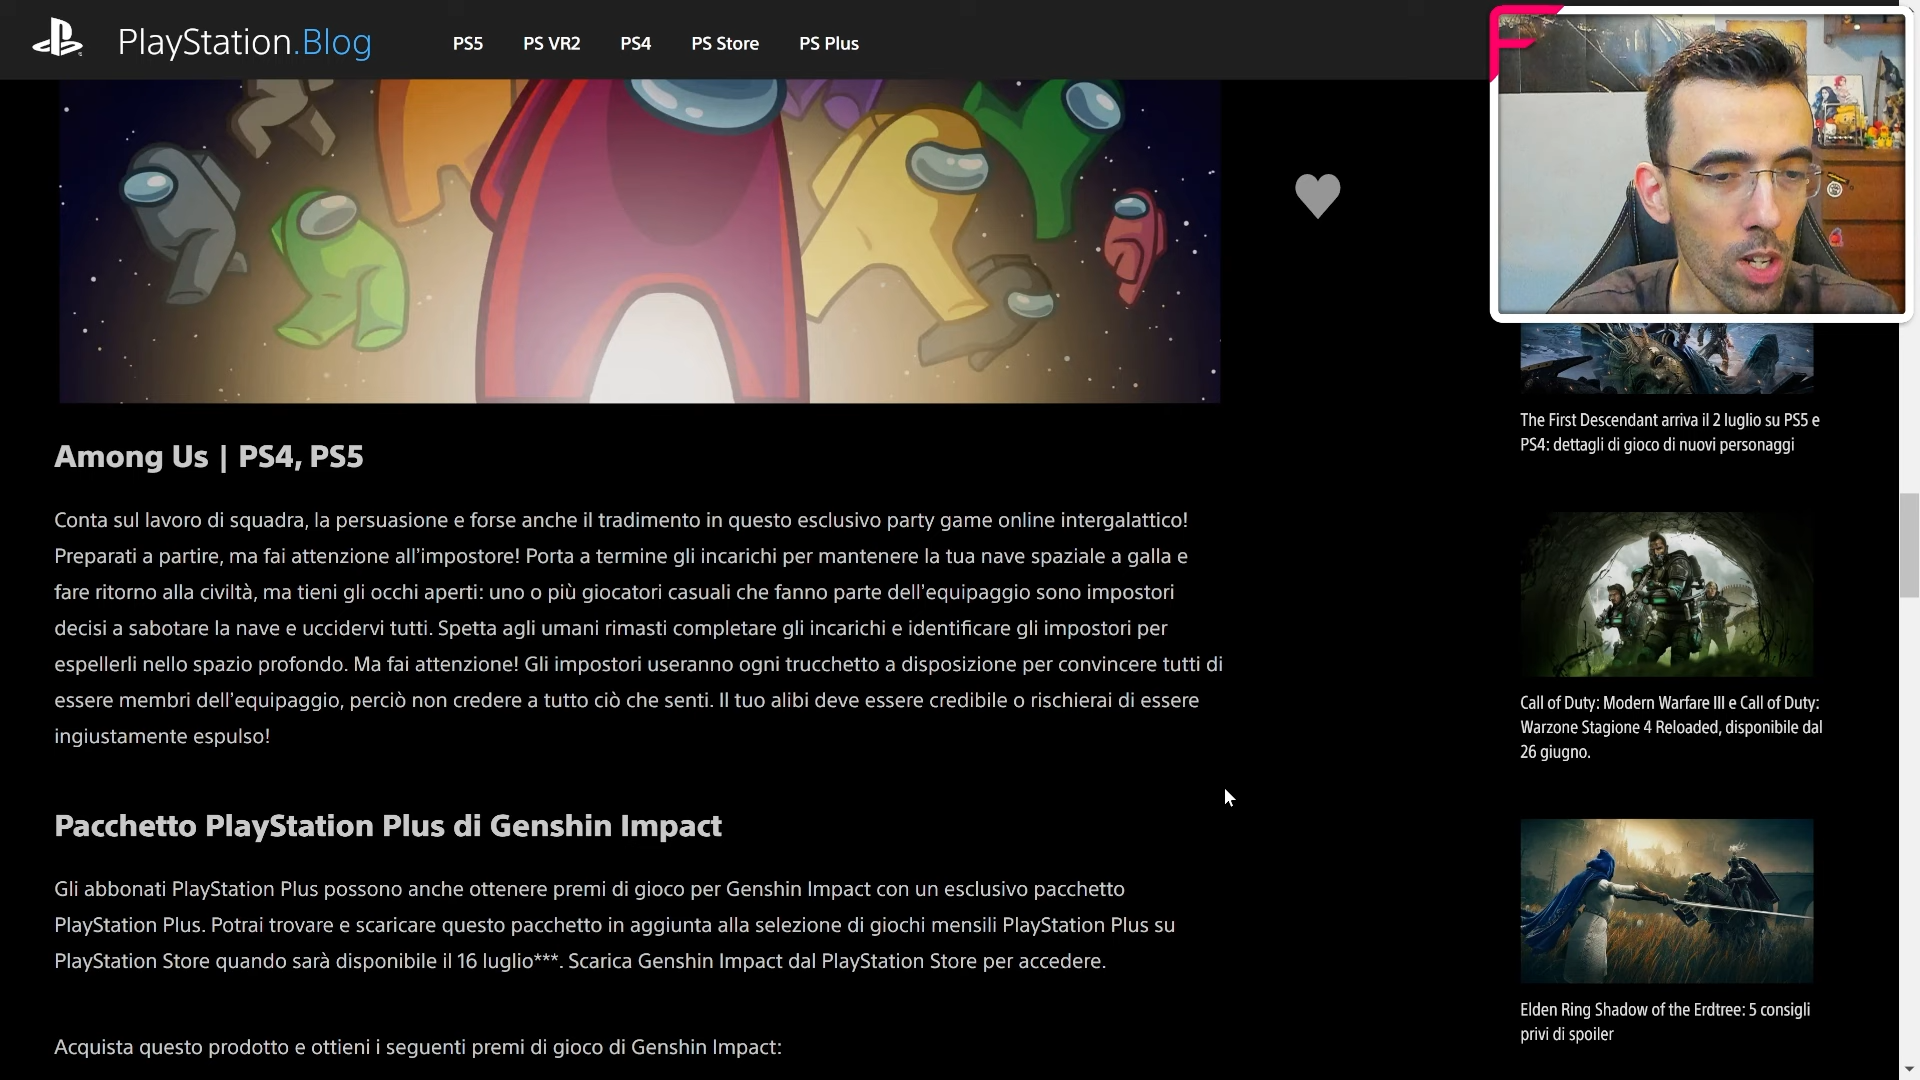 PlayStation.Blog
PS5
PS VR2
PS4
PS Store
PS Plus
Among Us | PS4, PS5
Conta sul lavoro di squadra, la persuasione e forse anche il tradimento in questo esclusivo party game online intergalattico!
Preparati a partire, ma fai attenzione all'impostore! Porta a termine gli incarichi per mantenere la tua nave spaziale a galla e
fare ritorno alla civiltà, ma tieni gli occhi aperti: uno o più giocatori casuali che fanno parte dell'equipaggio sono impostori
decisi a sabotare la nave e uccidervi tutti. Spetta agli umani rimasti completare gli incarichi e identificare gli impostori per
espellerli nello spazio profondo. Ma fai attenzione! Gli impostori useranno ogni trucchetto a disposizione per convincere tutti di
essere membri dell'equipaggio, perciò non credere a tutto ciò che senti. Il tuo alibi deve essere credibile o rischierai di essere
ingiustamente espulso!
Pacchetto PlayStation Plus di Genshin Impact
Gli abbonati PlayStation Plus possono anche ottenere premi di gioco per Genshin Impact con un esclusivo pacchetto
PlayStation Plus. Potrai trovare e scaricare questo pacchetto in aggiunta alla selezione di giochi mensili PlayStation Plus su
PlayStation Store quando sarà disponibile il 16 luglio***. Scarica Genshin Impact dal PlayStation Store per accedere.
Acquista questo prodotto e ottieni i seguenti premi di gioco di Genshin Impact:
The First Descendant arriva il 2 luglio su PS5 e
PS4: dettagli di gioco di nuovi personaggi
Call of Duty: Modern Warfare III e Call of Duty:
Warzone Stagione 4 Reloaded, disponibile dal
26 giugno.
Elden Ring Shadow of the Erdtree: 5 consigli
privi di spoiler